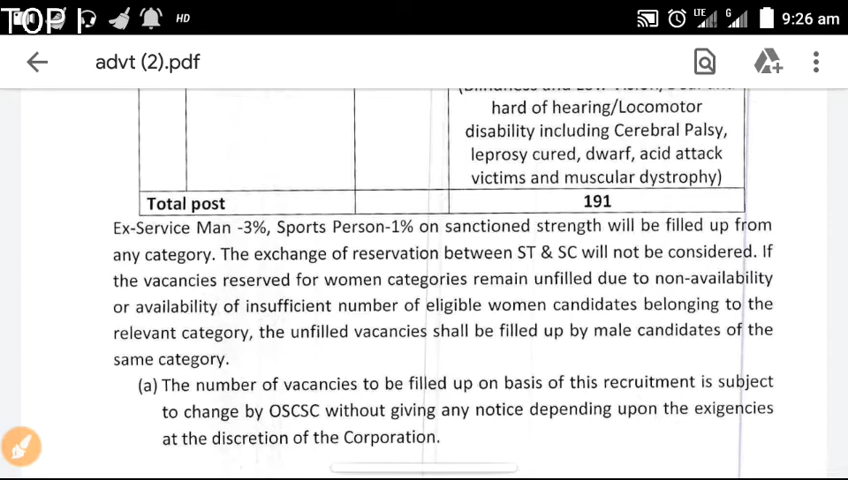 TOP
HD
LTE
G
9:26 am
advt (2).pdf
hard of hearing/Locomotor
disability including Cerebral Palsy,
leprosy cured, dwarf, acid attack
victims and muscular dystrophy)
Total post 191
Ex-Service Man -3%, Sports Person-1% on sanctioned strength will be filled up from
any category. The exchange of reservation between ST & SC will not be considered. If
the vacancies reserved for women categories remain unfilled due to non-availability
or availability of insufficient number of eligible women candidates belonging to the
relevant category, the unfilled vacancies shall be filled up by male candidates of the
same category.
(a) The number of vacancies to be filled up on basis of this recruitment is subject
to change by OSCSC without giving any notice depending upon the exigencies
at the discretion of the Corporation.